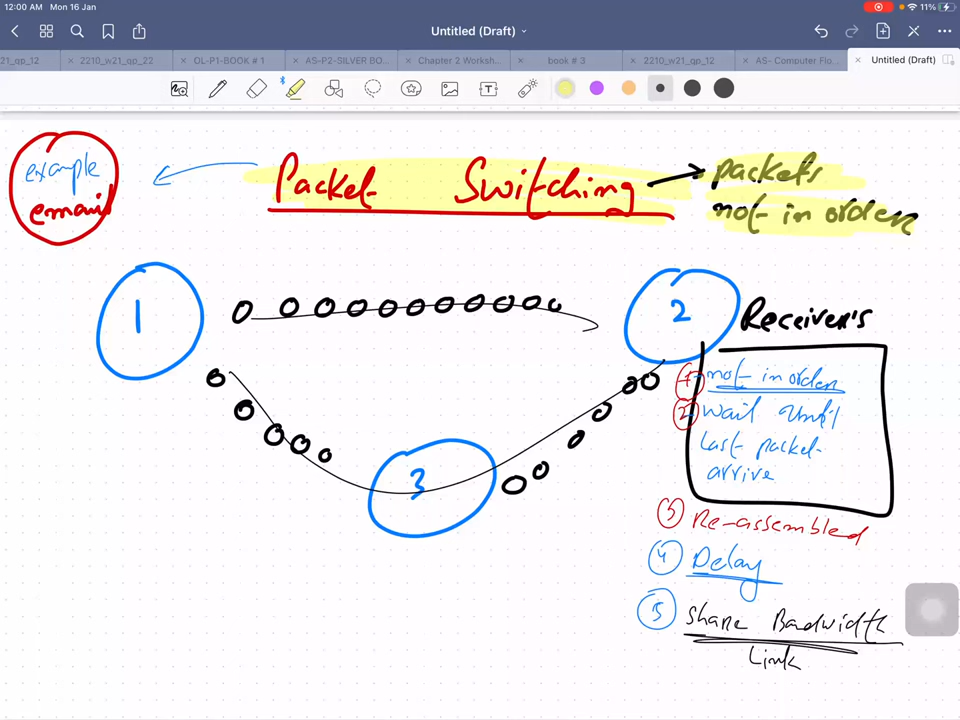 12:00 AM Mon 16 Jan
11%
Untitled (Draft)
21_qp_12
2210_w21_qp_22
OL-P1-BOOK # 1
AS-P2-SILVER BO...
Chapter 2 Worksh...
book # 3
2210_w21_qp_12
AS- Computer Flo...
Untitled (Draft)
example
email
Packet Switching
packets
not in order
1
2
3
Receiver's
1 not in order
2 wait until
Last packet
arrive
3 Re-assembled
4 Delay
5 Share Bandwidth
Link